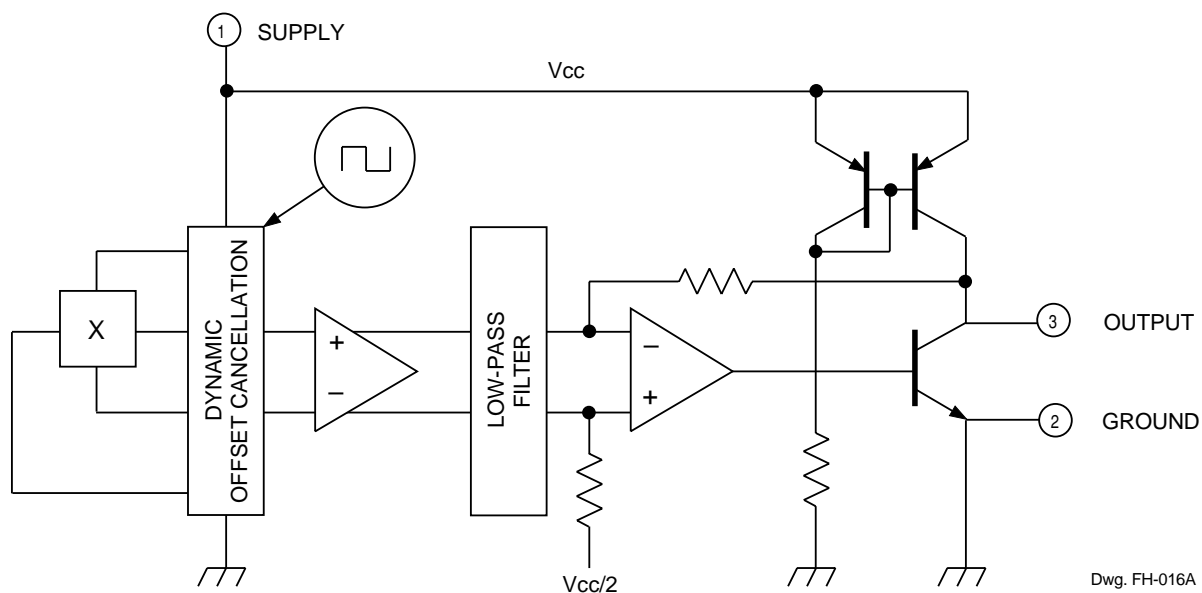 1
SUPPLY
Vcc
X
DYNAMIC
OFFSET CANCELLATION
+
–
LOW-PASS
FILTER
–
+
Vcc/2
3
OUTPUT
2
GROUND
Dwg. FH-016A